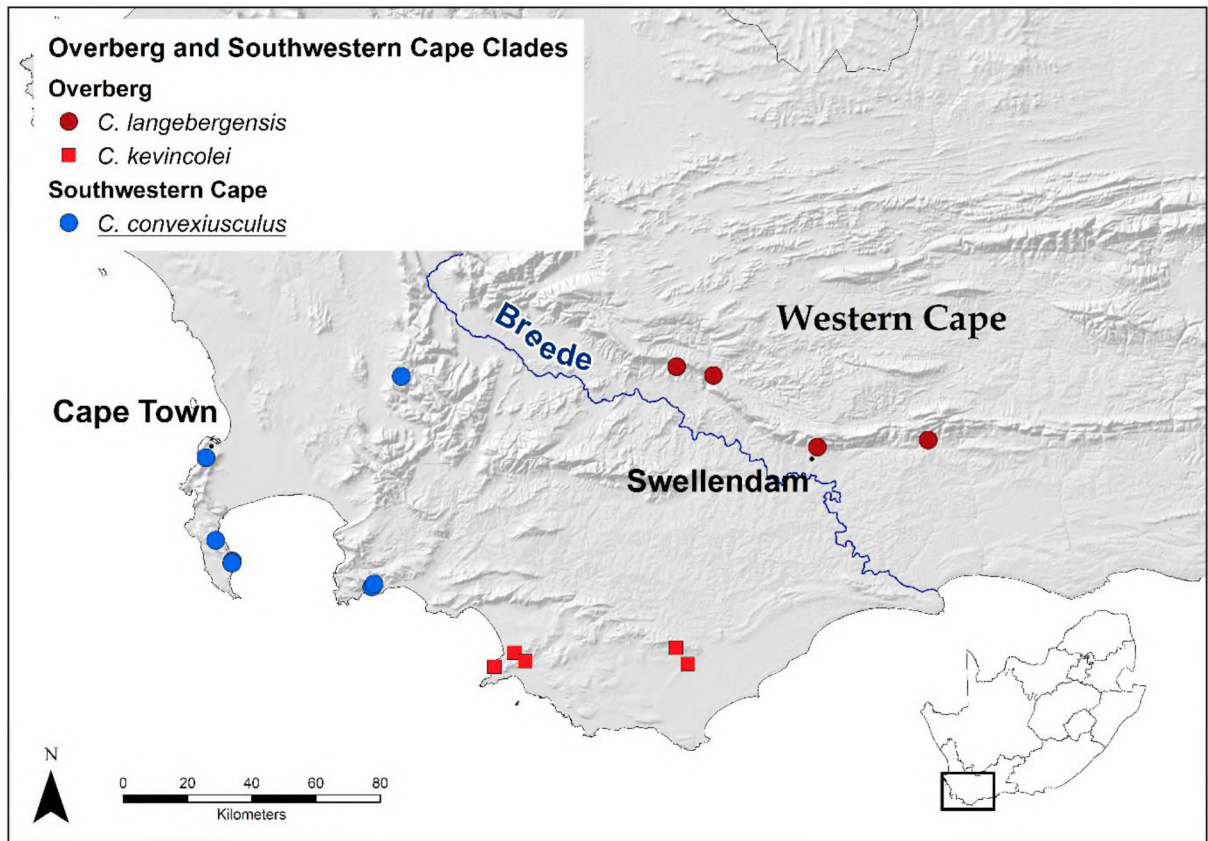 Overberg and Southwestern Cape Clades
Overberg
C. langebergensis
C. kevincolei
Southwestern Cape
C. convexiusculus
Breede
Western Cape
Cape Town
Swellendam
N
0 20 40 60 80
Kilometers